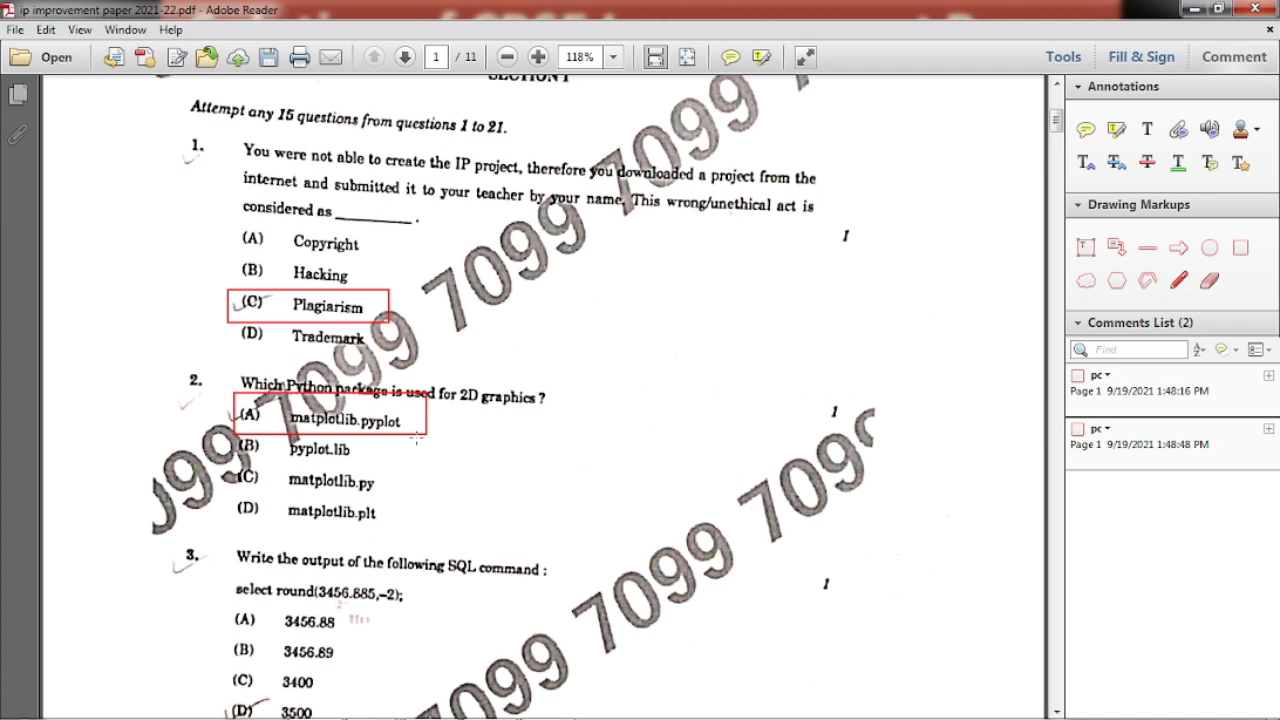 ip improvement paper 2021-22.pdf - Adobe Reader
File Edit View Window Help
Open 1 / 11 118% Tools Fill & Sign Comment
SECTION I
Attempt any 15 questions from questions 1 to 21.
1. You were not able to create the IP project, therefore you downloaded a project from the
internet and submitted it to your teacher by your name. This wrong/unethical act is
considered as ________ .
1
(A) Copyright
(B) Hacking
(C) Plagiarism
(D) Trademark
2. Which Python package is used for 2D graphics ?
1
(A) matplotlib.pyplot
(B) pyplot.lib
(C) matplotlib.py
(D) matplotlib.plt
3. Write the output of the following SQL command :
1
select round(3456.885,–2);
(A) 3456.88
(B) 3456.89
(C) 3400
(D) 3500
7099 7099 7099 7099
7099 7099 7099
Annotations
T
Drawing Markups
Comments List (2)
Find
pc
Page 1 9/19/2021 1:48:16 PM
pc
Page 1 9/19/2021 1:48:48 PM